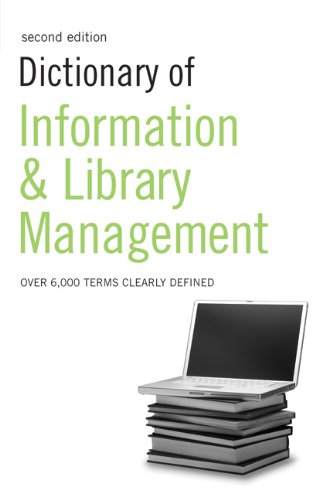 second edition
Dictionary of
Information
& Library
Management
OVER 6,000 TERMS CLEARLY DEFINED